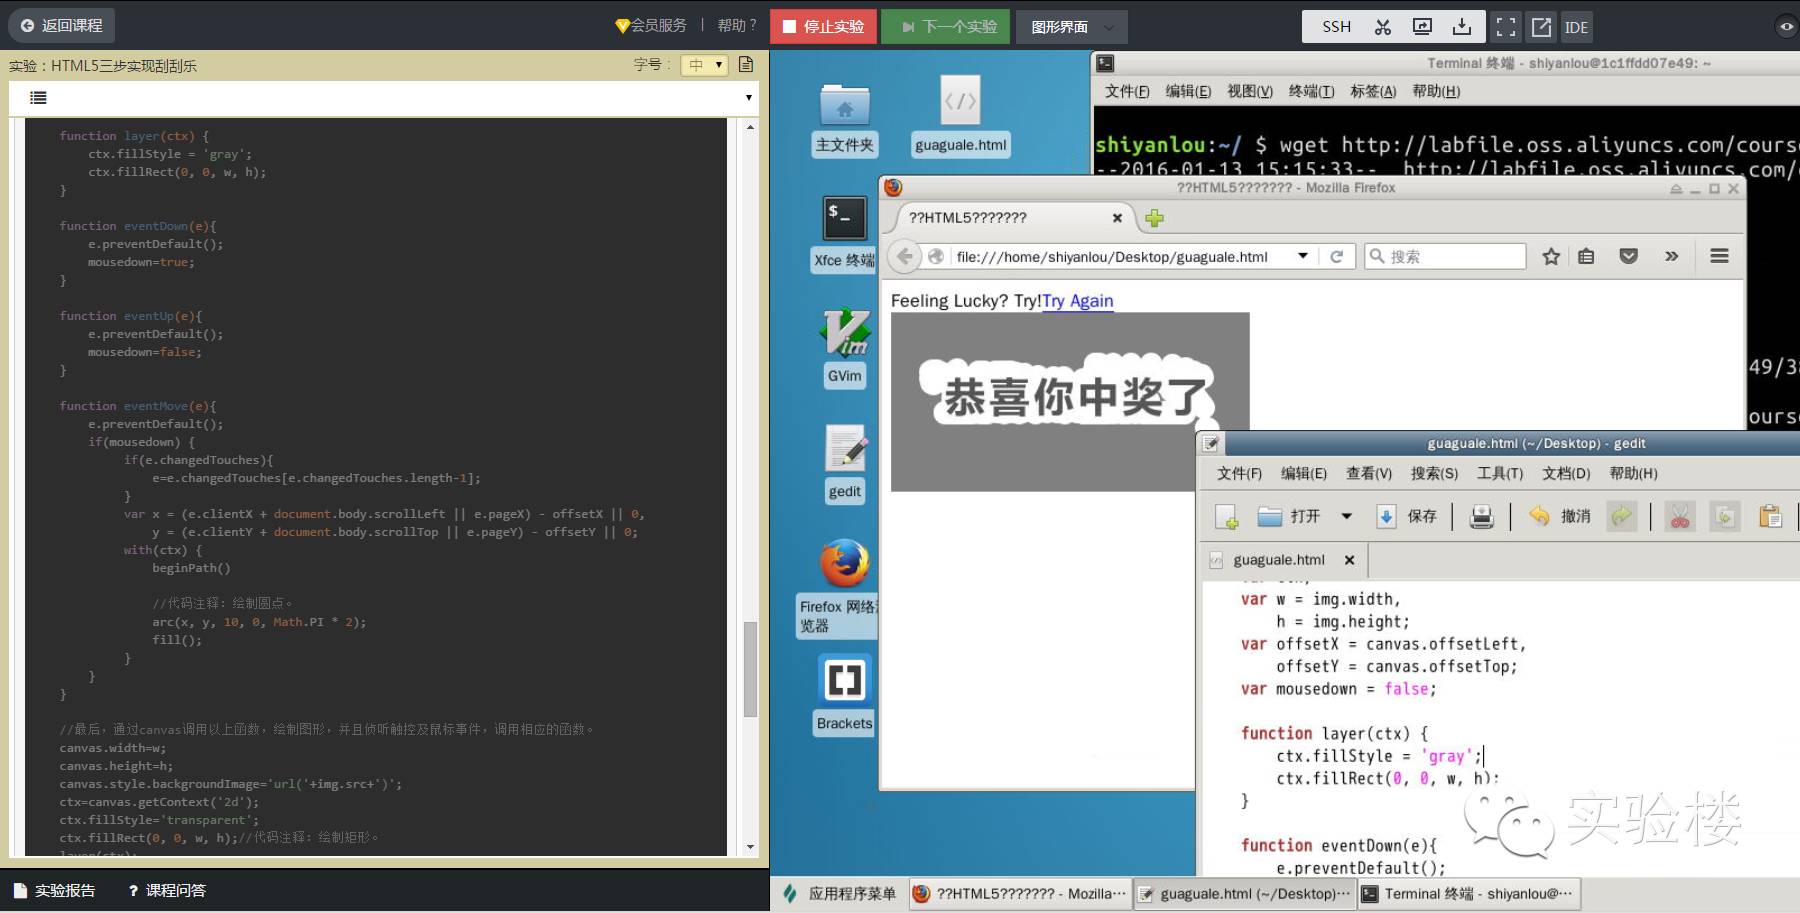 返回课程
会员服务 | 帮助 ?
停止实验
下一个实验
图形界面
SSH
IDE
实验：HTML5三步实现刮刮乐
字号：
中
function layer(ctx) {
ctx.fillStyle = 'gray';
ctx.fillRect(0, 0, w, h);
}
function eventDown(e){
e.preventDefault();
mousedown=true;
}
function eventUp(e){
e.preventDefault();
mousedown=false;
}
function eventMove(e){
e.preventDefault();
if(mousedown) {
if(e.changedTouches){
e=e.changedTouches[e.changedTouches.length-1];
}
var x = (e.clientX + document.body.scrollLeft || e.pageX) - offsetX || 0,
y = (e.clientY + document.body.scrollTop || e.pageY) - offsetY || 0;
with(ctx) {
beginPath()
//代码注释：绘制圆点。
arc(x, y, 10, 0, Math.PI * 2);
fill();
}
}
}
//最后，通过canvas调用以上函数，绘制图形，并且侦听触控及鼠标事件，调用相应的函数。
canvas.width=w;
canvas.height=h;
canvas.style.backgroundImage='url('+img.src+')';
ctx=canvas.getContext('2d');
ctx.fillStyle='transparent';
ctx.fillRect(0, 0, w, h);//代码注释：绘制矩形。
layer(ctx);
实验报告
? 课程问答
主文件夹
guaguale.html
Xfce 终端
GVim
gedit
Firefox 网络浏
览器
Brackets
Terminal 终端 - shiyanlou@1c1ffdd07e49: ~
文件(F) 编辑(E) 视图(V) 终端(T) 标签(A) 帮助(H)
shiyanlou:~/ $ wget http://labfile.oss.aliyuncs.com/cours
--2016-01-13 15:15:33-- http://labfile.oss.aliyuncs.com/
49/38
ours
??HTML5??????? - Mozilla Firefox
??HTML5???????
file:///home/shiyanlou/Desktop/guaguale.html
搜索
Feeling Lucky? Try!Try Again
恭喜你中奖了
guaguale.html (~/Desktop) - gedit
文件(F) 编辑(E) 查看(V) 搜索(S) 工具(T) 文档(D) 帮助(H)
打开
保存
撤消
guaguale.html
var w = img.width,
h = img.height;
var offsetX = canvas.offsetLeft,
offsetY = canvas.offsetTop;
var mousedown = false;
function layer(ctx) {
ctx.fillStyle = 'gray';
ctx.fillRect(0, 0, w, h);
}
function eventDown(e){
e.preventDefault();
实验楼
应用程序菜单
??HTML5??????? - Mozilla···
guaguale.html (~/Desktop)···
Terminal 终端 - shiyanlou@···